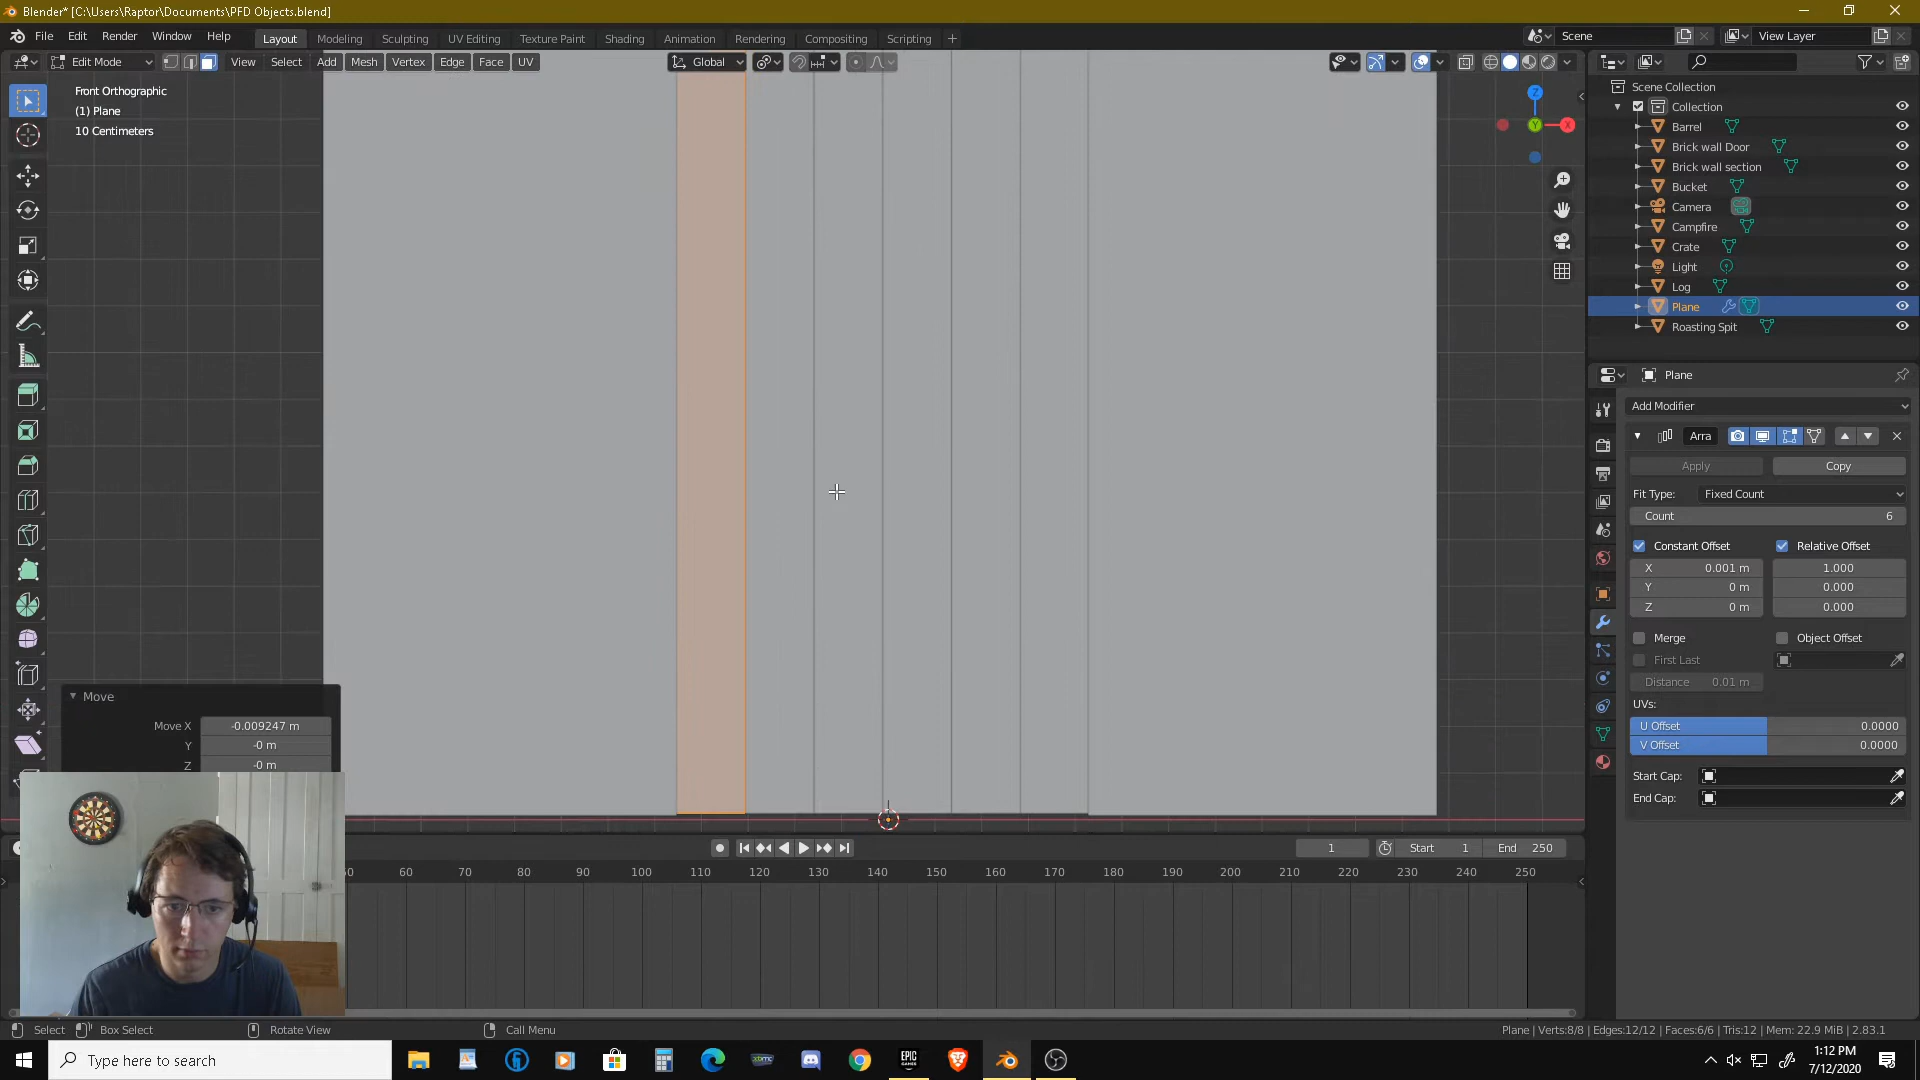 Blender* [C:\Users\Raptor\Documents\PFD Objects.blend]
File Edit Render Window Help
Layout Modeling Sculpting UV Editing Texture Paint Shading Animation Rendering Compositing Scripting +
Scene
View Layer
Edit Mode
View Select Add Mesh Vertex Edge Face UV
Global
Front Orthographic
(1) Plane
10 Centimeters
Z
Y
X
Scene Collection
Collection
Barrel
Brick wall Door
Brick wall section
Bucket
Camera
Campfire
Crate
Light
Log
Plane
Roasting Spit
Plane
Add Modifier
Arra
Apply Copy
Fit Type: Fixed Count
Count 6
Constant Offset Relative Offset
X 0.001 m 1.000
Y 0 m 0.000
Z 0 m 0.000
Merge Object Offset
First Last
Distance 0.01 m
UVs:
U Offset 0.0000
V Offset 0.0000
Start Cap:
End Cap:
Move
Move X -0.009247 m
Y -0 m
Z -0 m
1 Start 1 End 250
50 60 70 80 90 100 110 120 130 140 150 160 170 180 190 200 210 220 230 240 250
Select Box Select Rotate View Call Menu
Plane | Verts:8/8 | Edges:12/12 | Faces:6/6 | Tris:12 | Mem: 22.9 MiB | 2.83.1
Type here to search
EPIC
GAMES
1:12 PM
7/12/2020